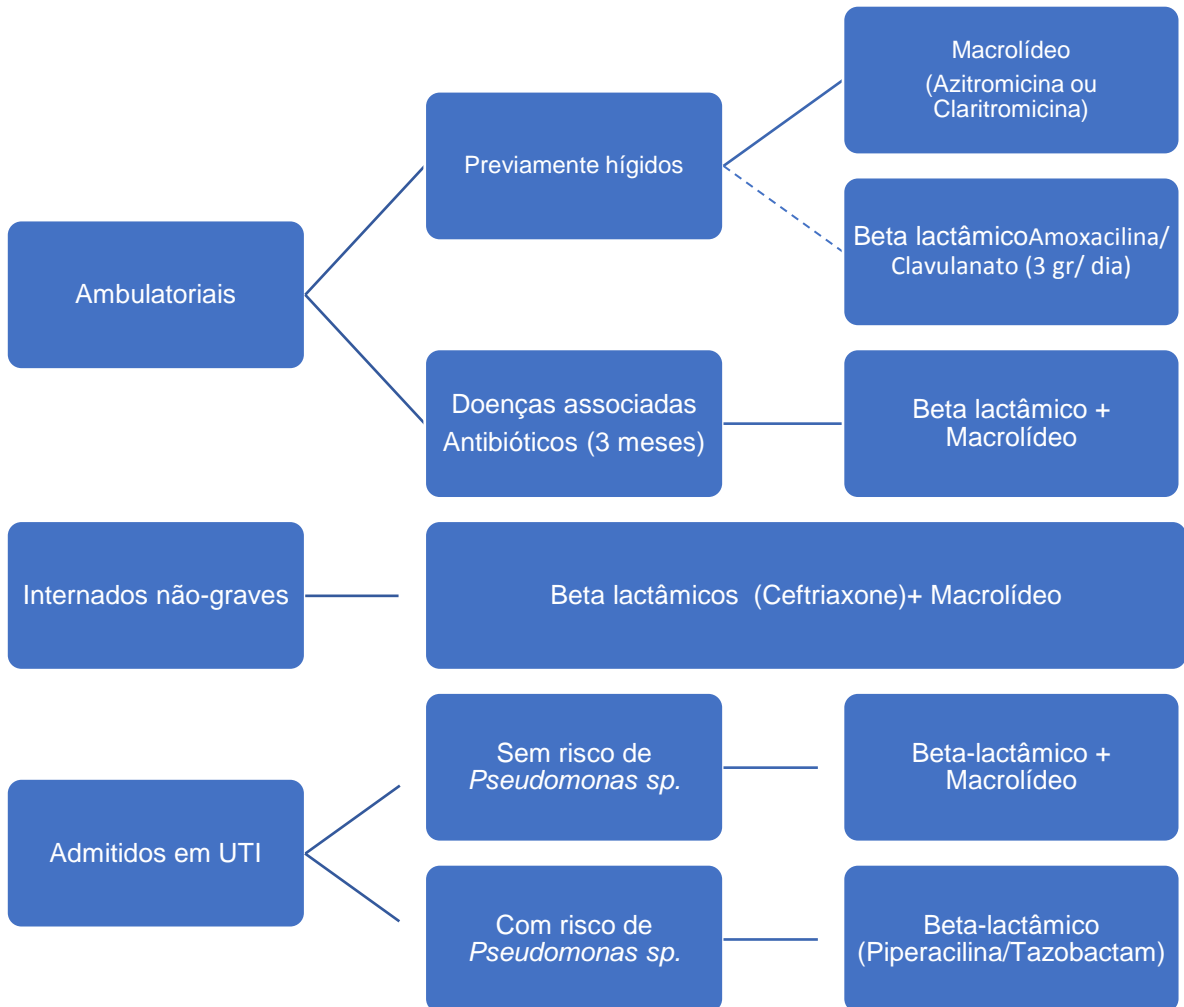 Macrolídeo
(Azitromicina ou
Claritromicina)
Previamente hígidos
Beta lactâmicoAmoxacilina/
Clavulanato (3 gr/ dia)
Ambulatoriais
Doenças associadas
Antibióticos (3 meses)
Beta lactâmico +
Macrolídeo
Internados não-graves
Beta lactâmicos (Ceftriaxone)+ Macrolídeo
Sem risco de
Pseudomonas sp.
Beta-lactâmico +
Macrolídeo
Admitidos em UTI
Com risco de
Pseudomonas sp.
Beta-lactâmico
(Piperacilina/Tazobactam)